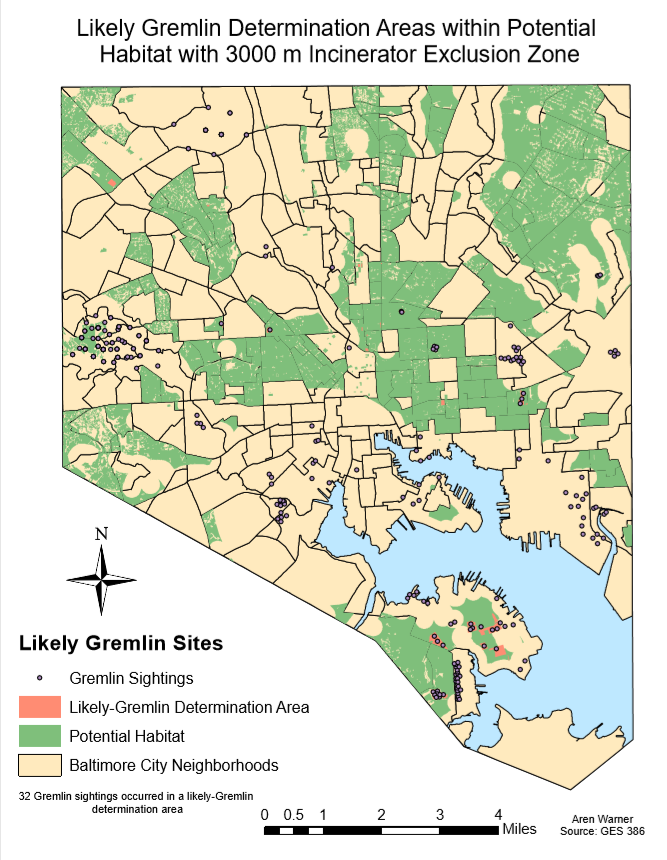 Likely Gremlin Determination Areas within Potential
Habitat with 3000 m Incinerator Exclusion Zone
N
Likely Gremlin Sites
Gremlin Sightings
Likely-Gremlin Determination Area
Potential Habitat
Baltimore City Neighborhoods
32 Gremlin sightings occurred in a likely-Gremlin
determination area
0 0.5 1 2 3 4
Miles
Aren Warner
Source: GES 386